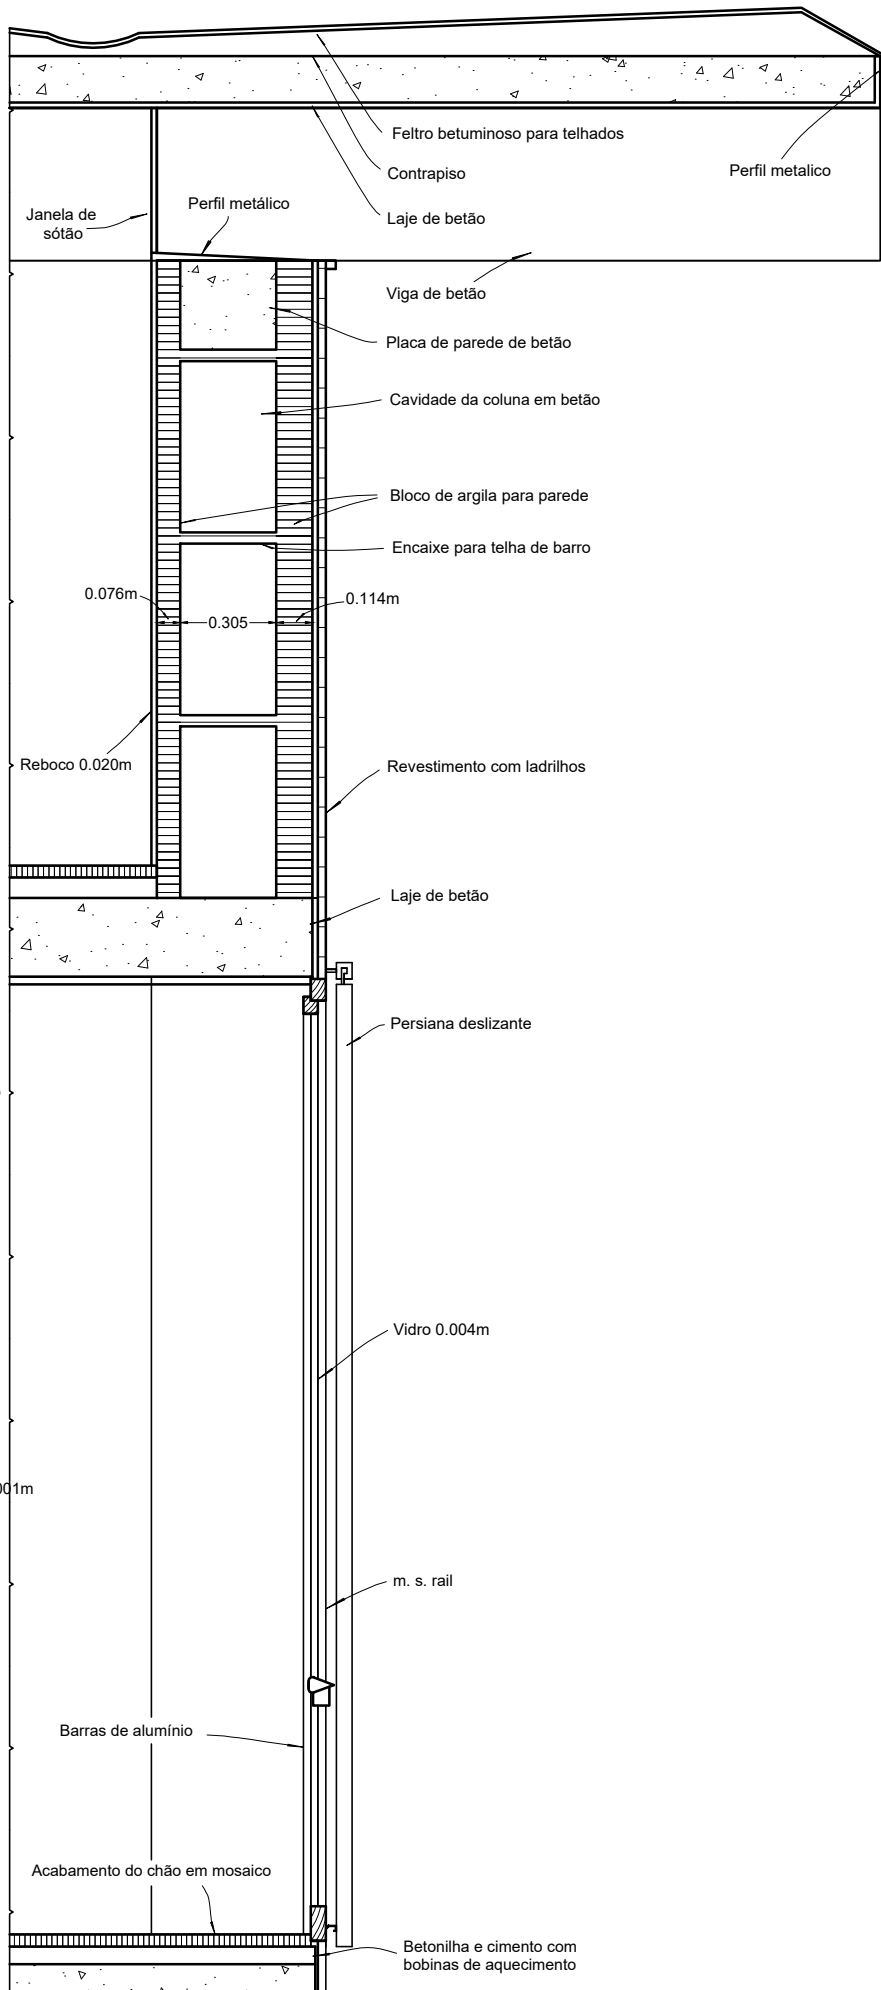 Feltro betuminoso para telhados
Contrapiso
Perfil metalico
Perfil metálico
Janela de
sótão
Laje de betão
Viga de betão
Placa de parede de betão
Cavidade da coluna em betão
Bloco de argila para parede
Encaixe para telha de barro
0.076m
0.305
0.114m
Reboco 0.020m
Revestimento com ladrilhos
Laje de betão
Persiana deslizante
Vidro 0.004m
001m
m. s. rail
Barras de alumínio
Acabamento do chão em mosaico
Betonilha e cimento com
bobinas de aquecimento